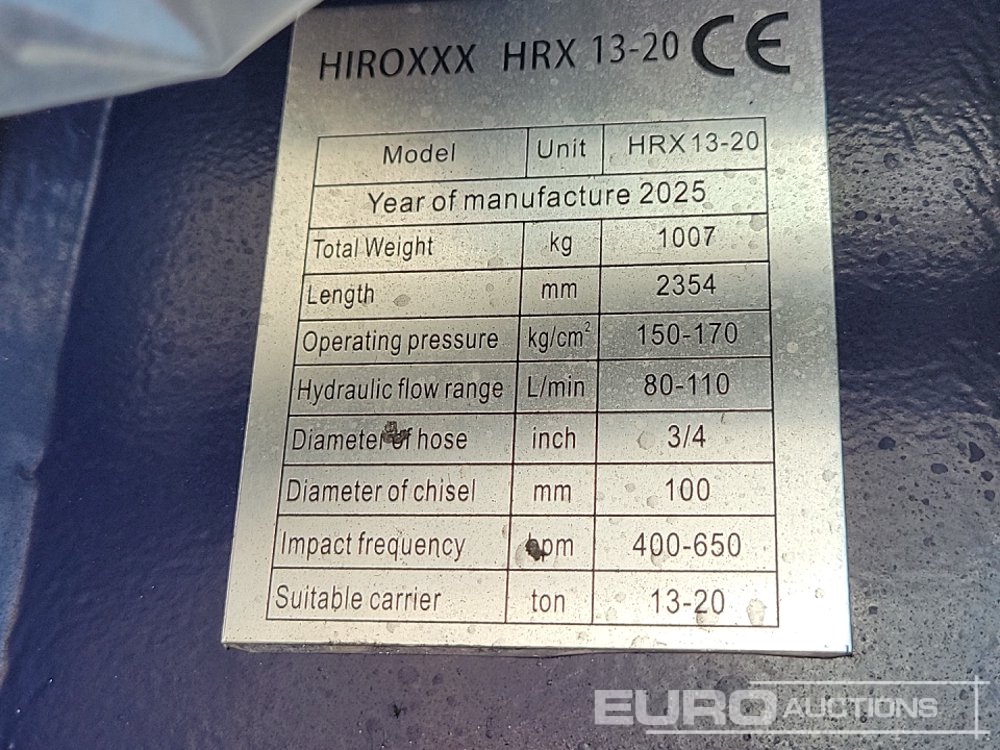 HIROXXX HRX 13-20 CE
Model Unit HRX 13-20
Year of manufacture 2025
Total Weight kg 1007
Length mm 2354
Operating pressure kg/cm² 150-170
Hydraulic flow range L/min 80-110
Diameter of hose inch 3/4
Diameter of chisel mm 100
Impact frequency bpm 400-650
Suitable carrier ton 13-20
EURO AUCTIONS